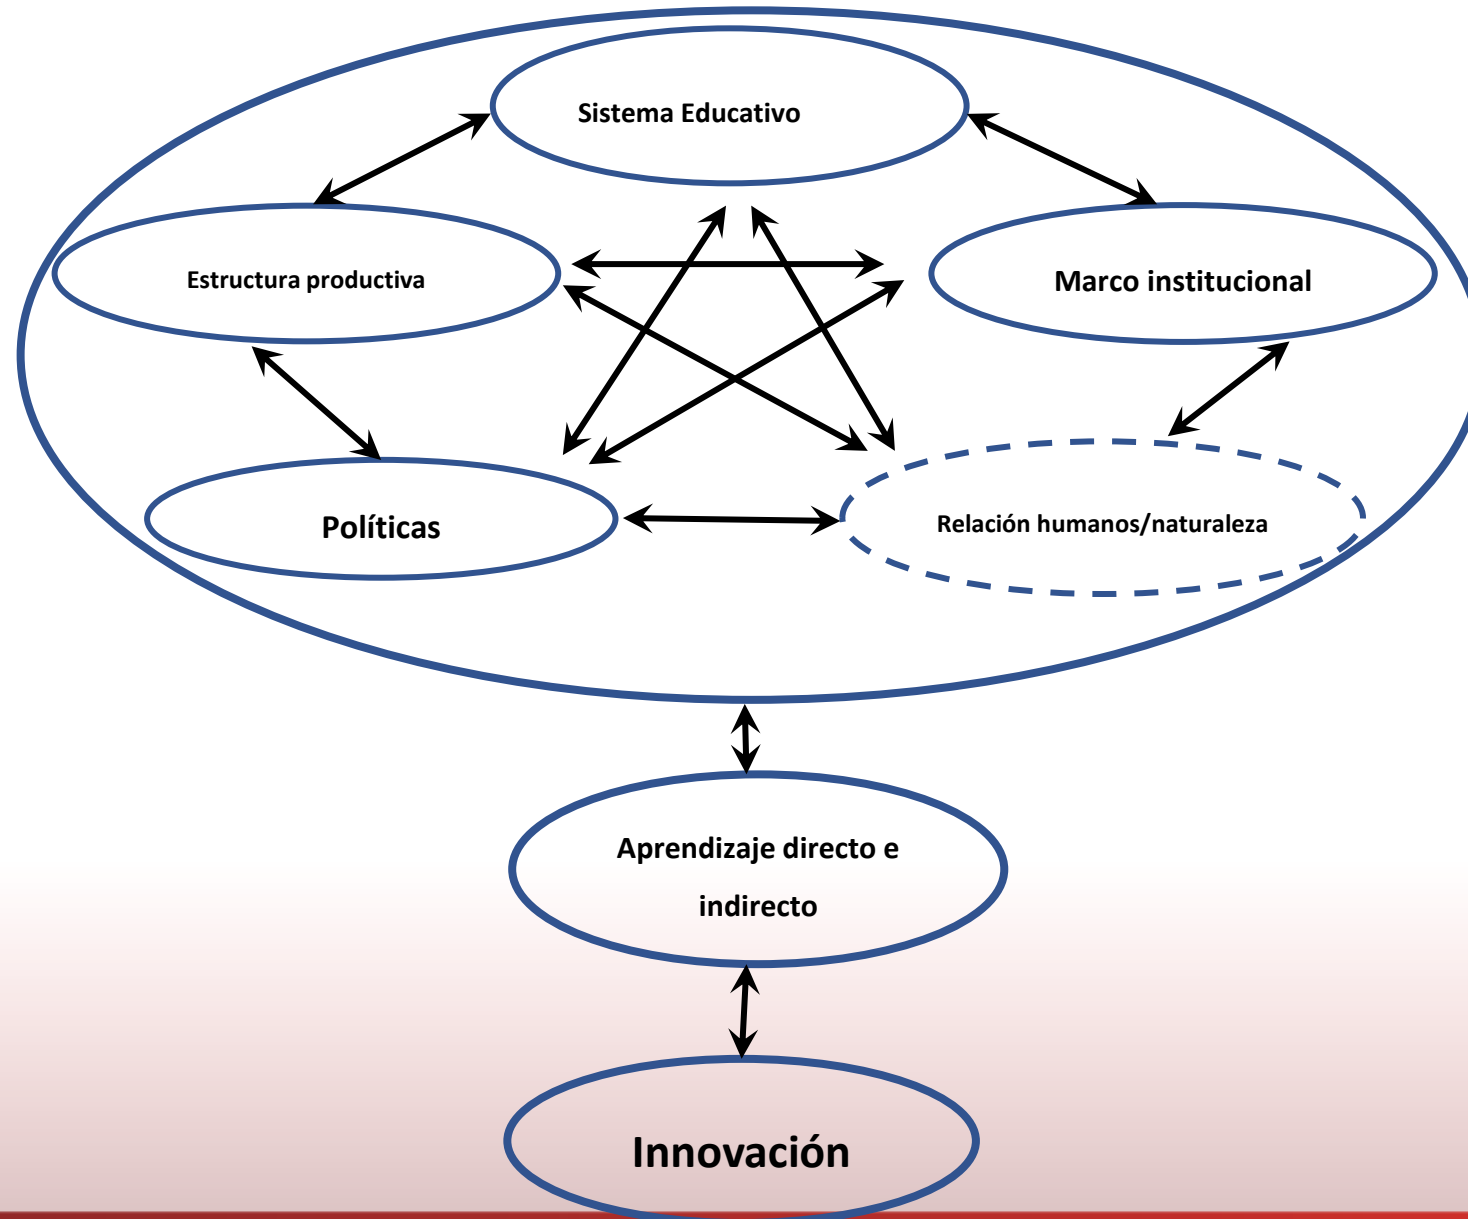 Sistema Educativo
Estructura productiva
Marco institucional
Políticas
Relación humanos/naturaleza
Aprendizaje directo e
indirecto
Innovación